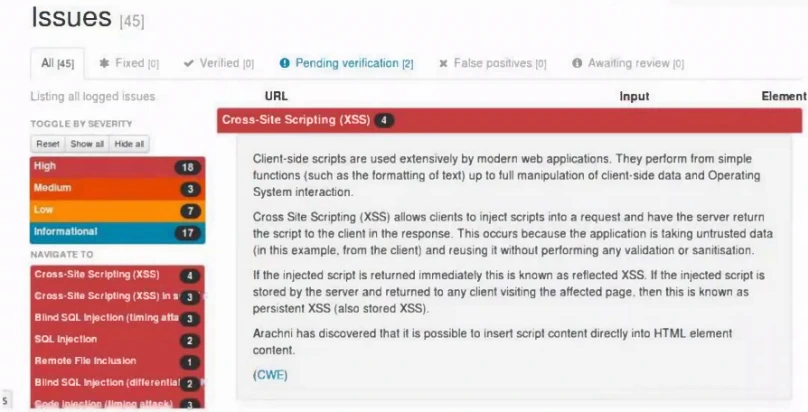 Issues [45]
All [45] Fixed [0] Verified [0] Pending verification [2] False positives [0] Awaiting review [0]
Listing all logged issues
URL Input Element
TOGGLE BY SEVERITY
Reset Show all Hide all
High 18
Medium 3
Low 7
Informational 17
NAVIGATE TO
Cross-Site Scripting (XSS) 4
Cross-Site Scripting (XSS) in s 3
Blind SQL Injection (timing atta 3
SQL Injection 2
Remote File Inclusion 1
Blind SQL Injection (differential 2
Code injection (timing attack) 3
Cross-Site Scripting (XSS) 4
Client-side scripts are used extensively by modern web applications. They perform from simple
functions (such as the formatting of text) up to full manipulation of client-side data and Operating
System interaction.
Cross Site Scripting (XSS) allows clients to inject scripts into a request and have the server return
the script to the client in the response. This occurs because the application is taking untrusted data
(in this example, from the client) and reusing it without performing any validation or sanitisation.
If the injected script is returned immediately this is known as reflected XSS. If the injected script is
stored by the server and returned to any client visiting the affected page, then this is known as
persistent XSS (also stored XSS).
Arachni has discovered that it is possible to insert script content directly into HTML element
content.
(CWE)
s